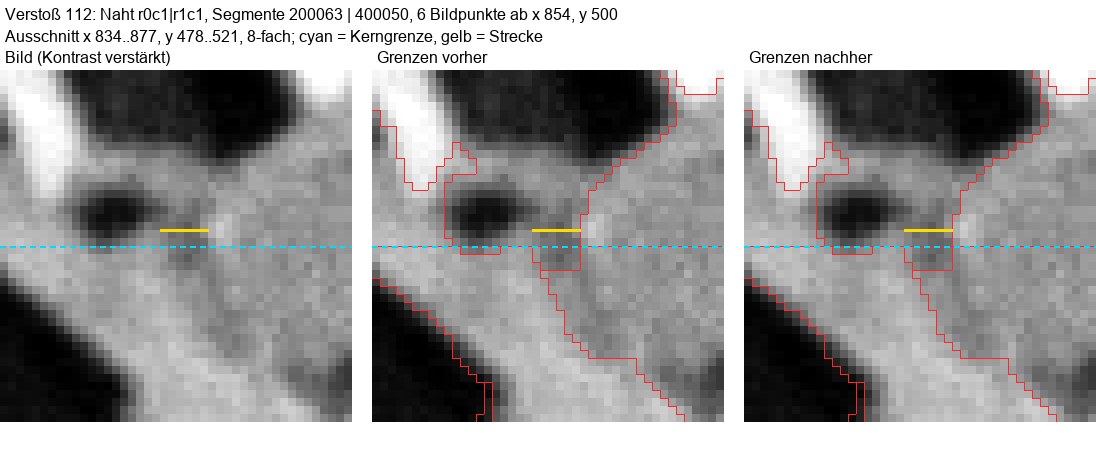 Verstoß 112: Naht r0c1|r1c1, Segmente 200063 | 400050, 6 Bildpunkte ab x 854, y 500
Ausschnitt x 834..877, y 478..521, 8-fach; cyan = Kerngrenze, gelb = Strecke
Bild (Kontrast verstärkt) Grenzen vorher Grenzen nachher